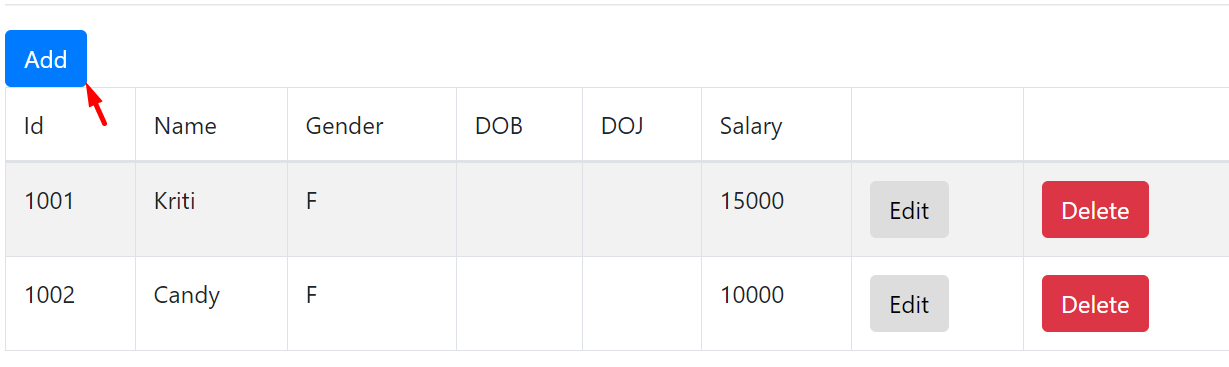 Add
Id Name Gender DOB DOJ Salary
1001 Kriti F 15000 Edit Delete
1002 Candy F 10000 Edit Delete